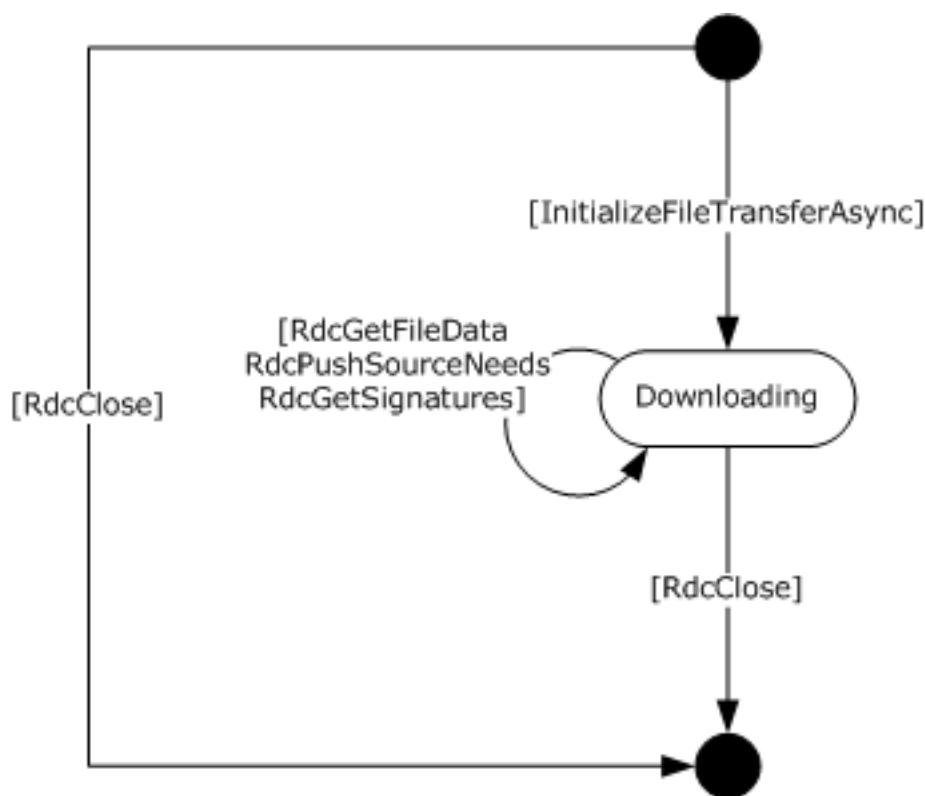 [InitializeFileTransferAsync]
[RdcGetFileData
RdcPushSourceNeeds
RdcGetSignatures]
Downloading
[RdcClose]
[RdcClose]